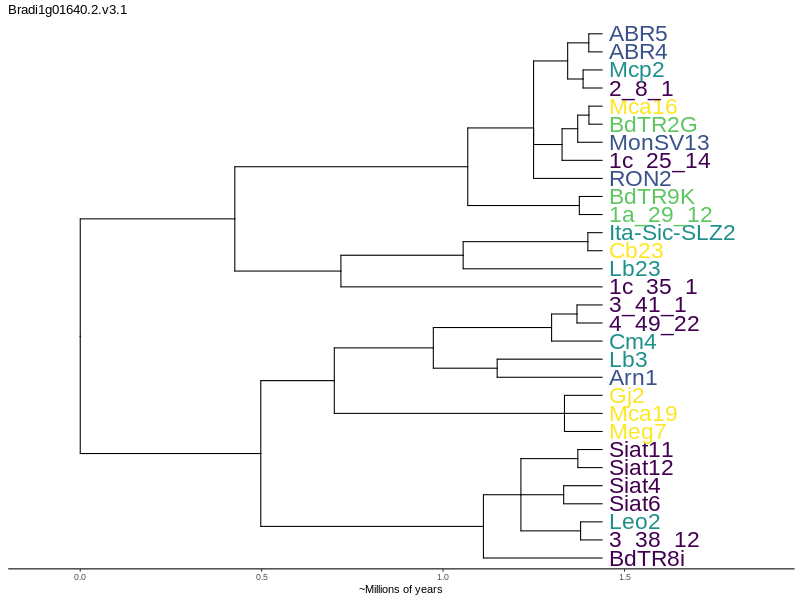 Bradi1g01640.2.v3.1
ABR5
ABR4
Mcp2
2_8_1
Mca16
BdTR2G
MonSV13
1c_25_14
RON2
BdTR9K
1a_29_12
Ita-Sic-SLZ2
Cb23
Lb23
1c_35_1
3_41_1
4_49_22
Cm4
Lb3
Arn1
Gj2
Mca19
Meg7
Siat11
Siat12
Siat4
Siat6
Leo2
3_38_12
BdTR8i
0.0 0.5 1.0 1.5
~Millions of years